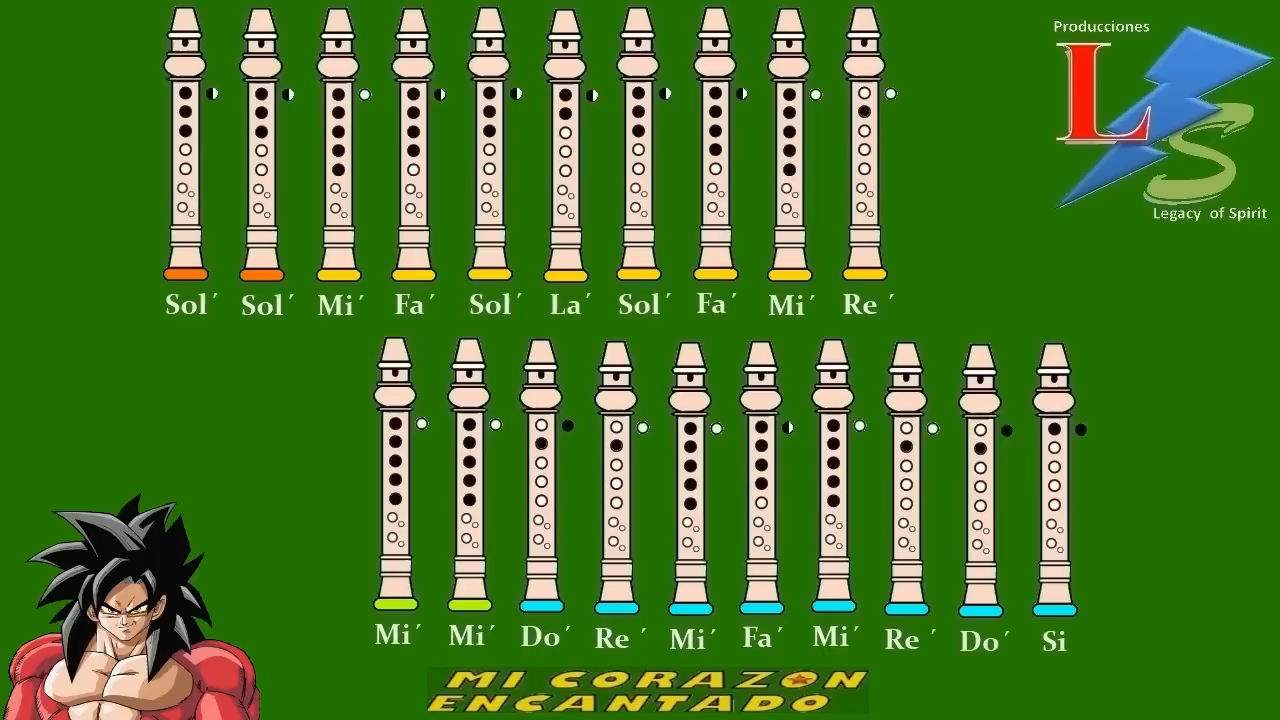 Producciones
L S
Legacy of Spirit
Sol´ Sol´ Mi´ Fa´ Sol´ La´ Sol´ Fa´ Mi´ Re´
Mi´ Mi´ Do´ Re´ Mi´ Fa´ Mi´ Re´ Do´ Si
MI CORAZON
ENCANTADO